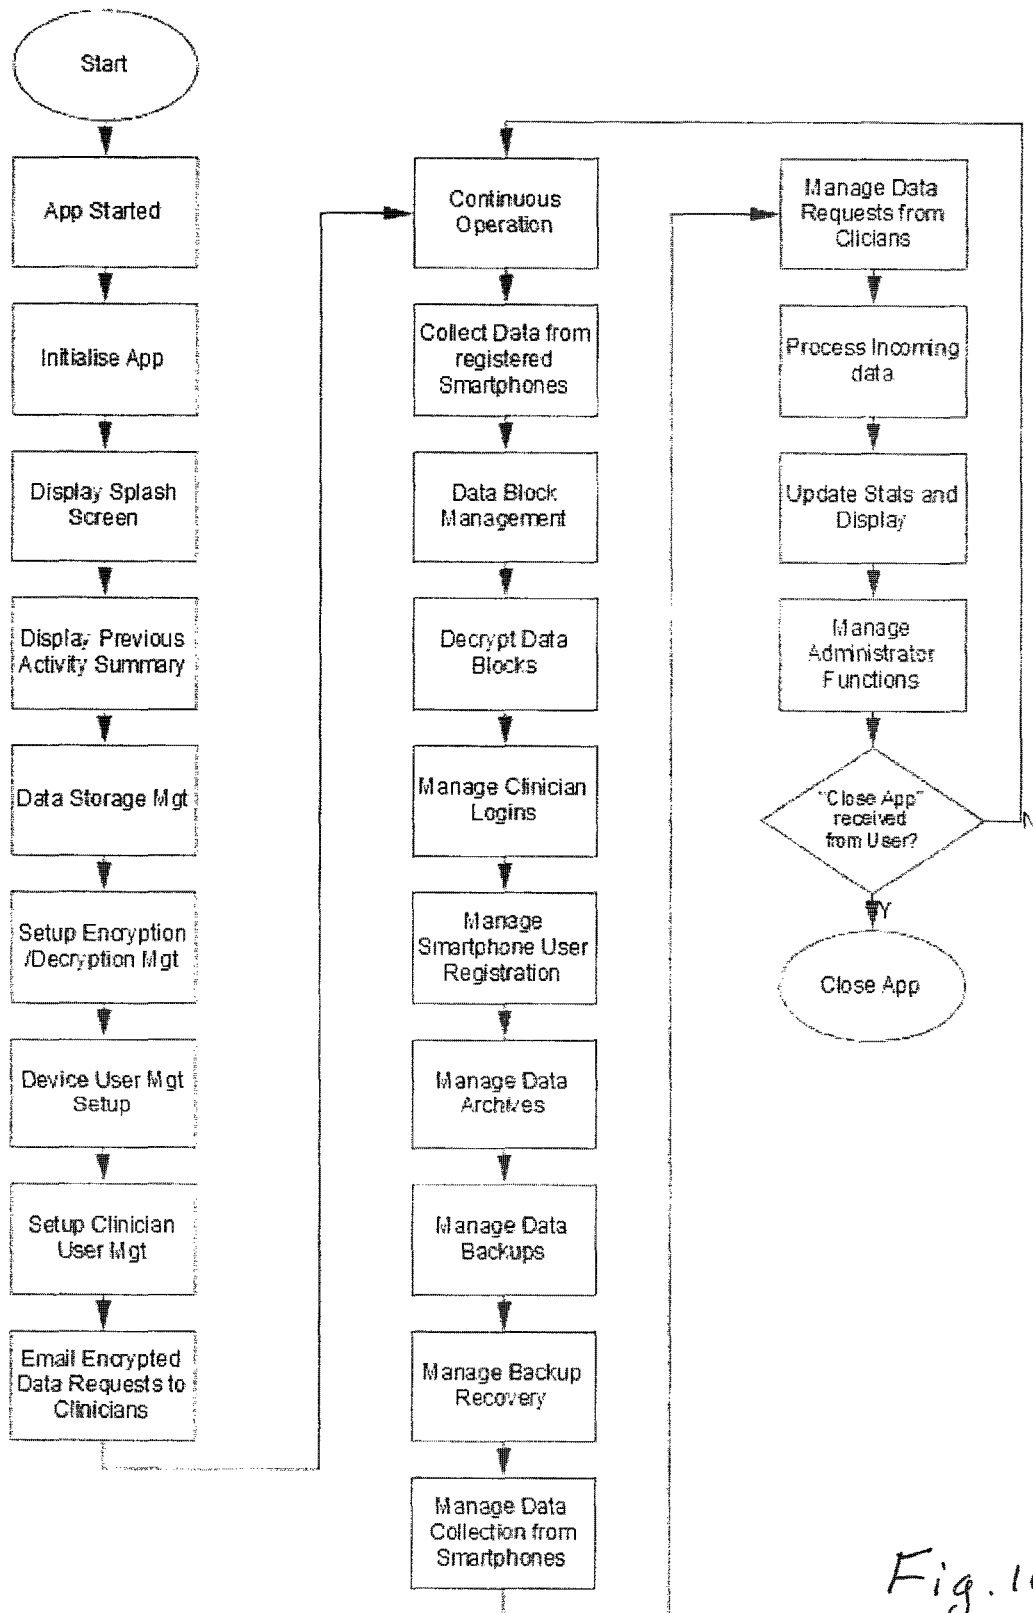 Start
App Started
Initialise App
Display Splash
Screen
Display Previous
Activity Summary
Data Storage Mgt
Setup Encryption
/Decryption Mgt
Device User Mgt
Setup
Setup Clinician
User Mgt
Email Encrypted
Data Requests to
Clinicians
Continuous
Operation
Collect Data from
registered
Smartphones
Data Block
Management
Decrypt Data
Blocks
Manage Clinician
Logins
Manage
Smartphone User
Registration
Manage Data
Archives
Manage Data
Backups
Manage Backup
Recovery
Manage Data
Collection from
Smartphones
Manage Data
Requests from
Clicians
Process Incoming
data
Update Stats and
Display
Manage
Administrator
Functions
"Close App"
received
from User?
N
Y
Close App
Fig.